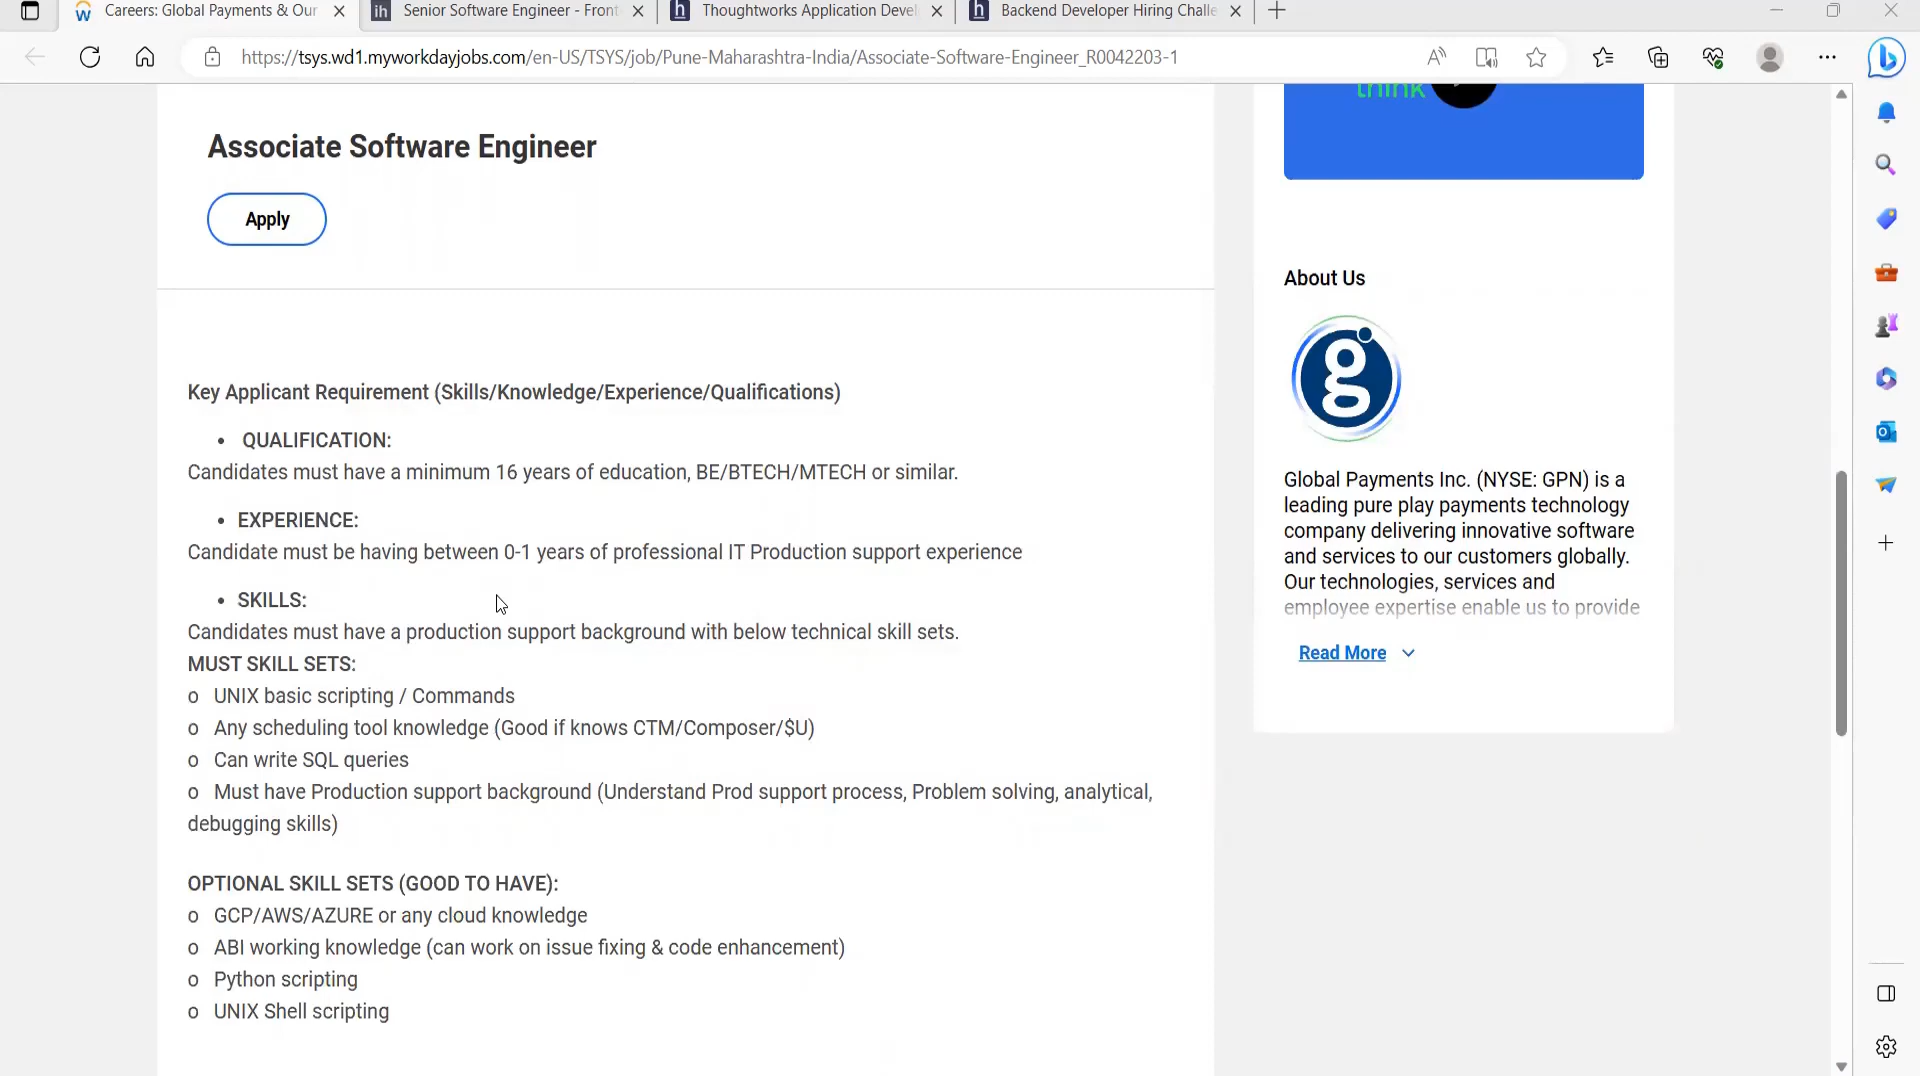 Careers: Global Payments & Our
Senior Software Engineer - Front
Thoughtworks Application Devel
Backend Developer Hiring Challe
https://tsys.wd1.myworkdayjobs.com/en-US/TSYS/job/Pune-Maharashtra-India/Associate-Software-Engineer_R0042203-1
think
Associate Software Engineer
Apply
Key Applicant Requirement (Skills/Knowledge/Experience/Qualifications)
• QUALIFICATION:
Candidates must have a minimum 16 years of education, BE/BTECH/MTECH or similar.
• EXPERIENCE:
Candidate must be having between 0-1 years of professional IT Production support experience
• SKILLS:
Candidates must have a production support background with below technical skill sets.
MUST SKILL SETS:
o UNIX basic scripting / Commands
o Any scheduling tool knowledge (Good if knows CTM/Composer/$U)
o Can write SQL queries
o Must have Production support background (Understand Prod support process, Problem solving, analytical,
debugging skills)
OPTIONAL SKILL SETS (GOOD TO HAVE):
o GCP/AWS/AZURE or any cloud knowledge
o ABI working knowledge (can work on issue fixing & code enhancement)
o Python scripting
o UNIX Shell scripting
About Us
g
Global Payments Inc. (NYSE: GPN) is a
leading pure play payments technology
company delivering innovative software
and services to our customers globally.
Our technologies, services and
employee expertise enable us to provide
Read More